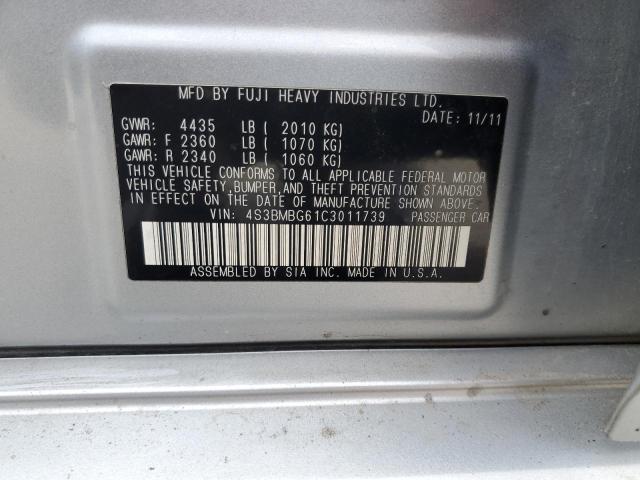 MFD BY FUJI HEAVY INDUSTRIES LTD.
DATE: 11/11
GVWR: 4435 LB ( 2010 KG)
GAWR: F 2360 LB ( 1070 KG)
GAWR: R 2340 LB ( 1060 KG)
THIS VEHICLE CONFORMS TO ALL APPLICABLE FEDERAL MOTOR
VEHICLE SAFETY, BUMPER, AND THEFT PREVENTION STANDARDS
IN EFFECT ON THE DATE OF MANUFACTURE SHOWN ABOVE.
VIN: 4S3BMBG61C3011739 PASSENGER CAR
ASSEMBLED BY SIA INC. MADE IN U.S.A.